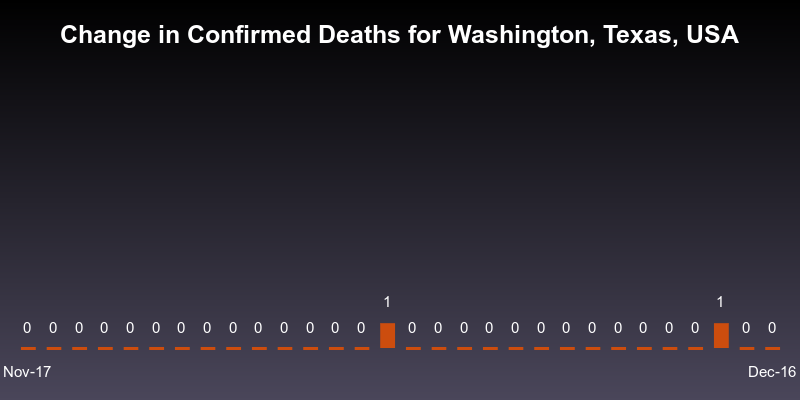 Change in Confirmed Deaths for Washington, Texas, USA
1 1
0 0 0 0 0 0 0 0 0 0 0 0 0 0 0 0 0 0 0 0 0 0 0 0 0 0 0 0
Nov-17 Dec-16